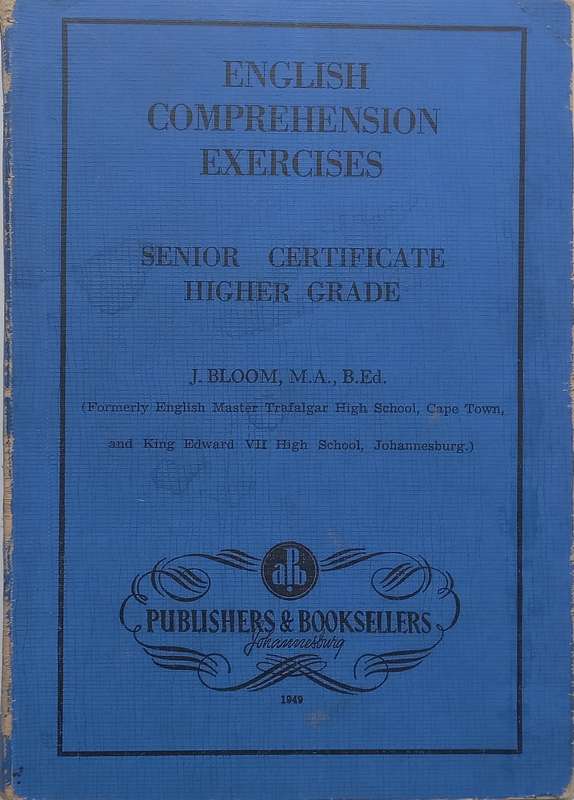 ENGLISH
COMPREHENSION
EXERCISES
SENIOR CERTIFICATE
HIGHER GRADE
J. BLOOM, M.A., B.Ed.
(Formerly English Master Trafalgar High School, Cape Town,
and King Edward VII High School, Johannesburg.)
apb
PUBLISHERS & BOOKSELLERS
Johannesburg
1949